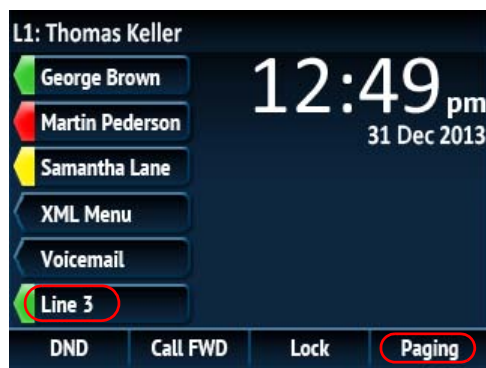 L1: Thomas Keller
George Brown
Martin Pederson
Samantha Lane
XML Menu
Voicemail
Line 3
12:49 pm
31 Dec 2013
DND Call FWD Lock Paging